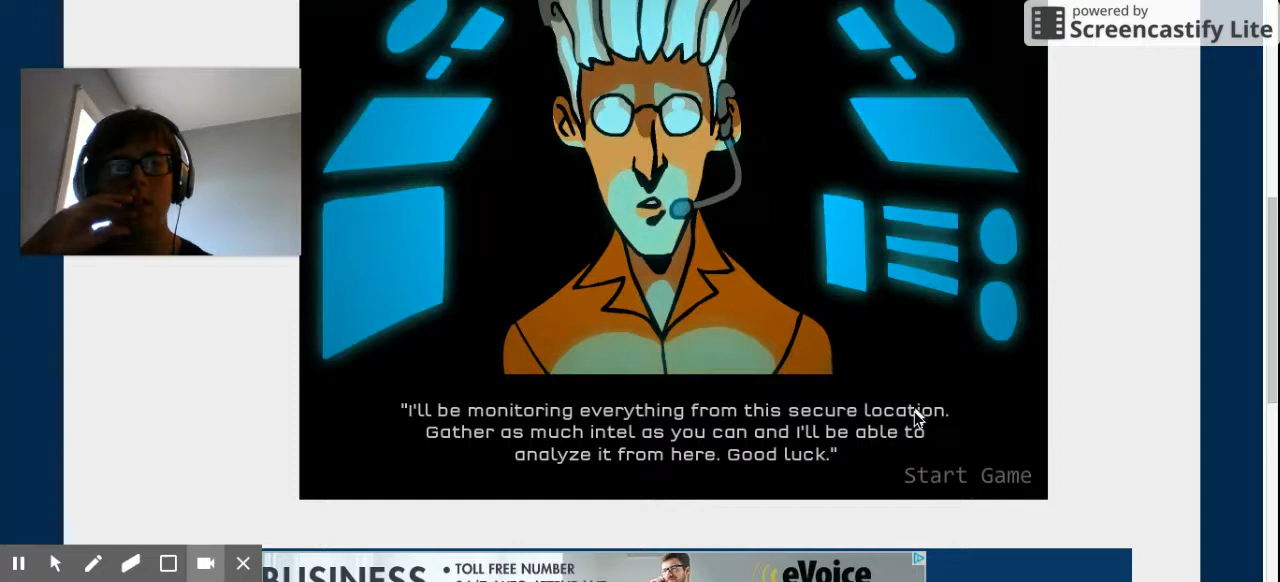 powered by
Screencastify Lite
"I'll be monitoring everything from this secure location.
Gather as much intel as you can and I'll be able to
analyze it from here. Good luck."
Start Game
BUSINESS
• TOLL FREE NUMBER
eVoice